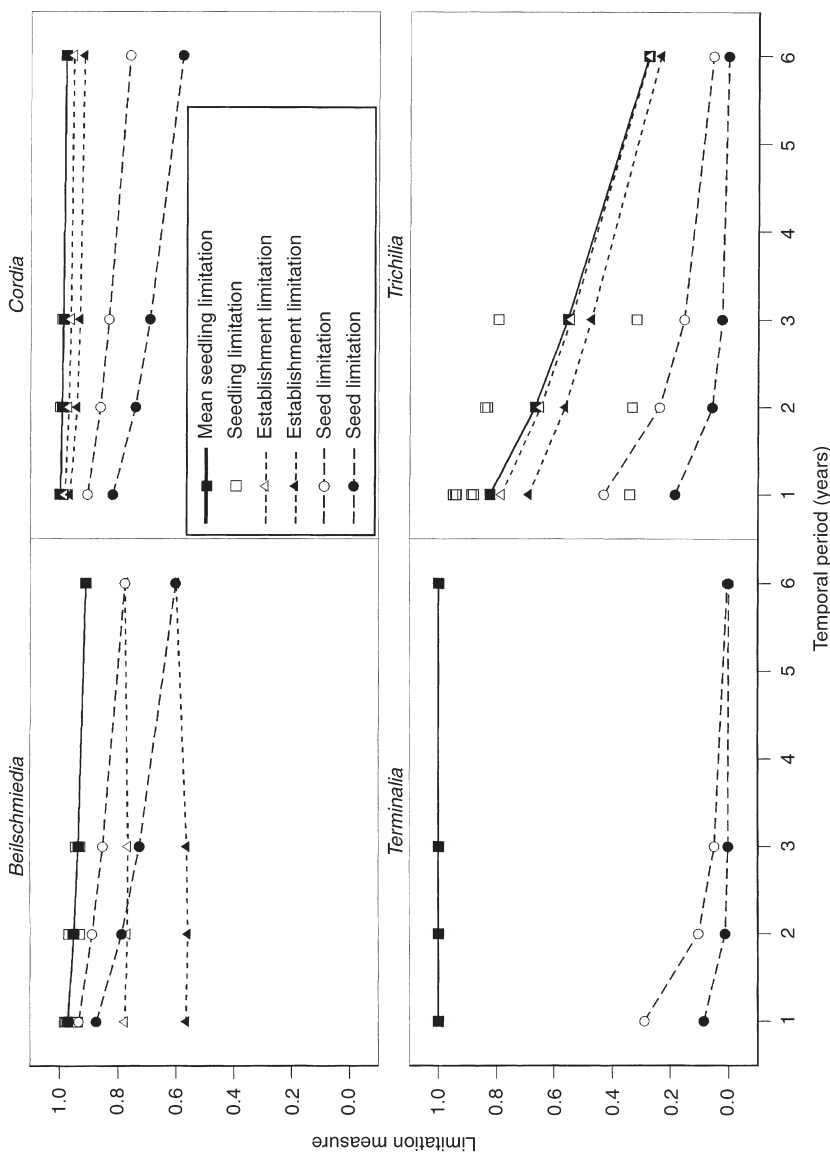 Beilschmiedia
Cordia
Mean seedling limitation
Seedling limitation
Establishment limitation
Establishment limitation
Seed limitation
Seed limitation
1.0
0.8
0.6
0.4
0.2
0.0
Terminalia
Trichilia
1.0
0.8
0.6
0.4
0.2
0.0
1 2 3 4 5 6
1 2 3 4 5 6
Limitation measure
Temporal period (years)